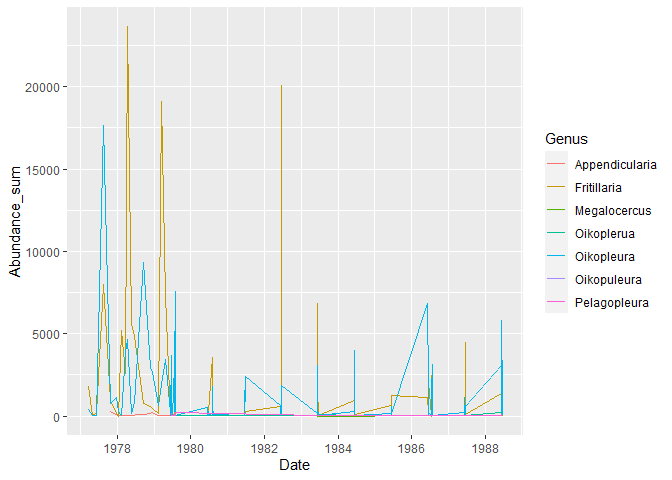 20000
15000
10000
5000
0
Abundance_sum
1978 1980 1982 1984 1986 1988
Date
Genus
Appendicularia
Fritillaria
Megalocercus
Oikoplerua
Oikopleura
Oikopuleura
Pelagopleura